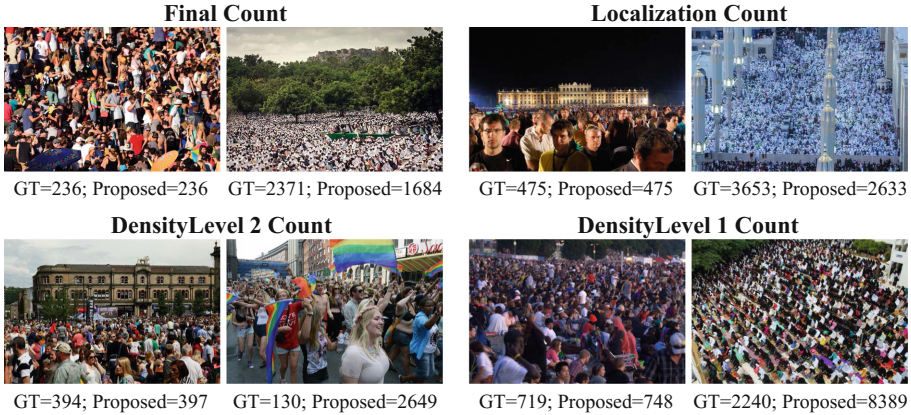 Final Count
Localization Count
GT=236; Proposed=236
GT=2371; Proposed=1684
GT=475; Proposed=475
GT=3653; Proposed=2633
DensityLevel 2 Count
DensityLevel 1 Count
GT=394; Proposed=397
GT=130; Proposed=2649
GT=719; Proposed=748
GT=2240; Proposed=8389